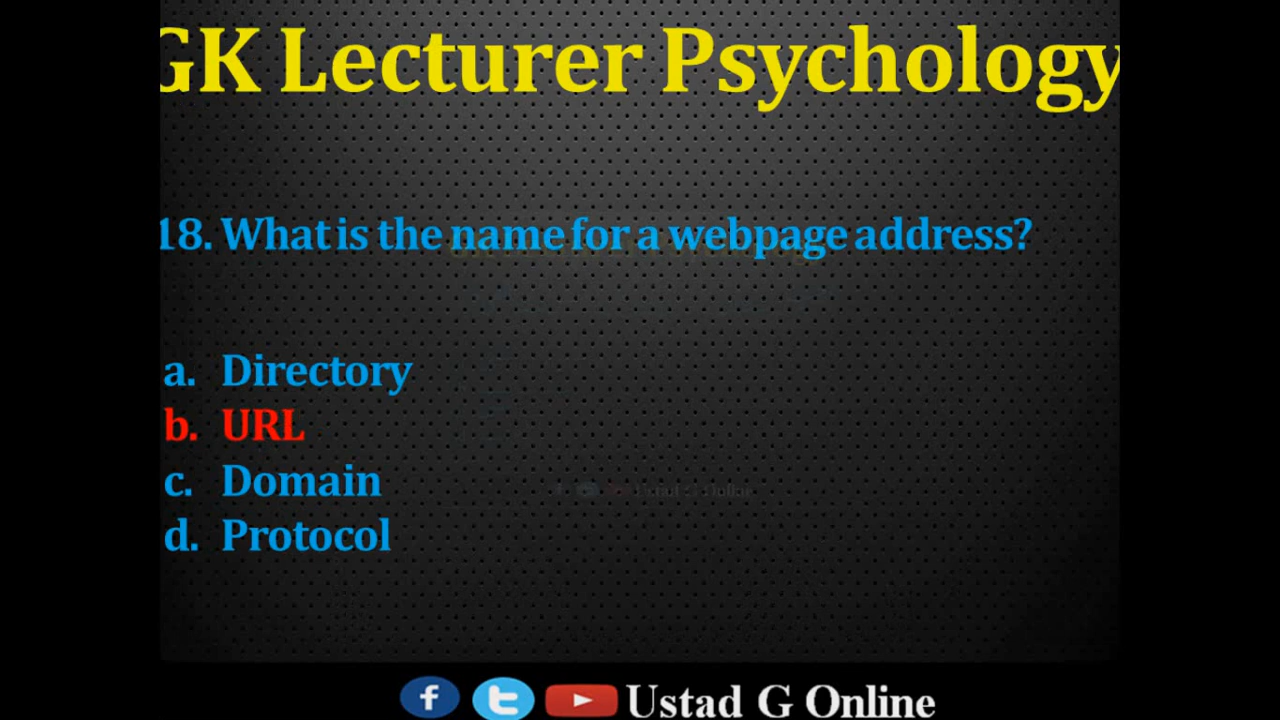 GK Lecturer Psychology
18. What is the name for a webpage address?
a. Directory
b. URL
c. Domain
d. Protocol
Ustad G Online